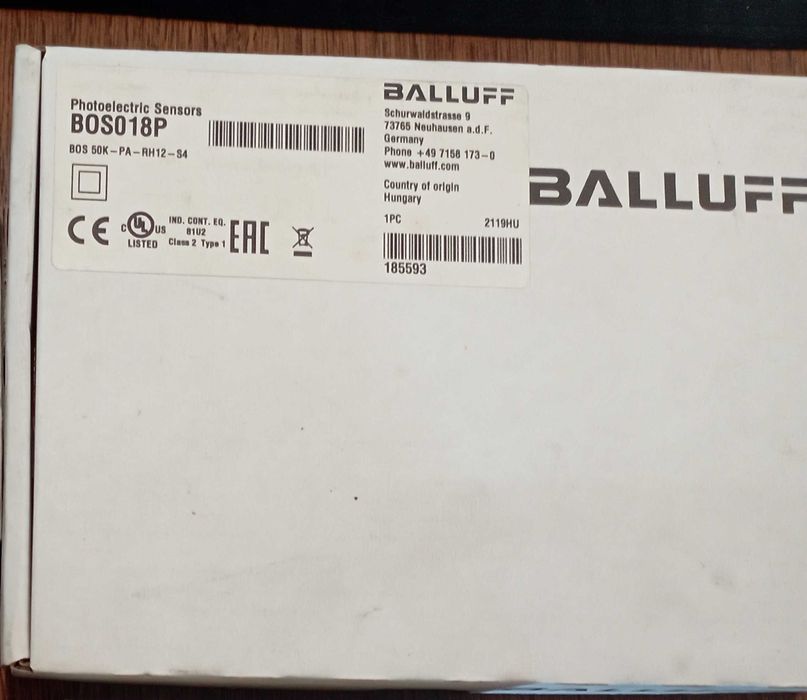 Photoelectric Sensors
BOS018P
BOS 50K-PA-RH12-S4
CE
c UL US
LISTED
IND. CONT. EQ.
81U2
Class 2 Type 1
EAC
BALLUFF
Schurwaldstrasse 9
73765 Neuhausen a.d.F.
Germany
Phone +49 7158 173-0
www.balluff.com
Country of origin
Hungary
1PC 2119HU
185593
BALLUFF